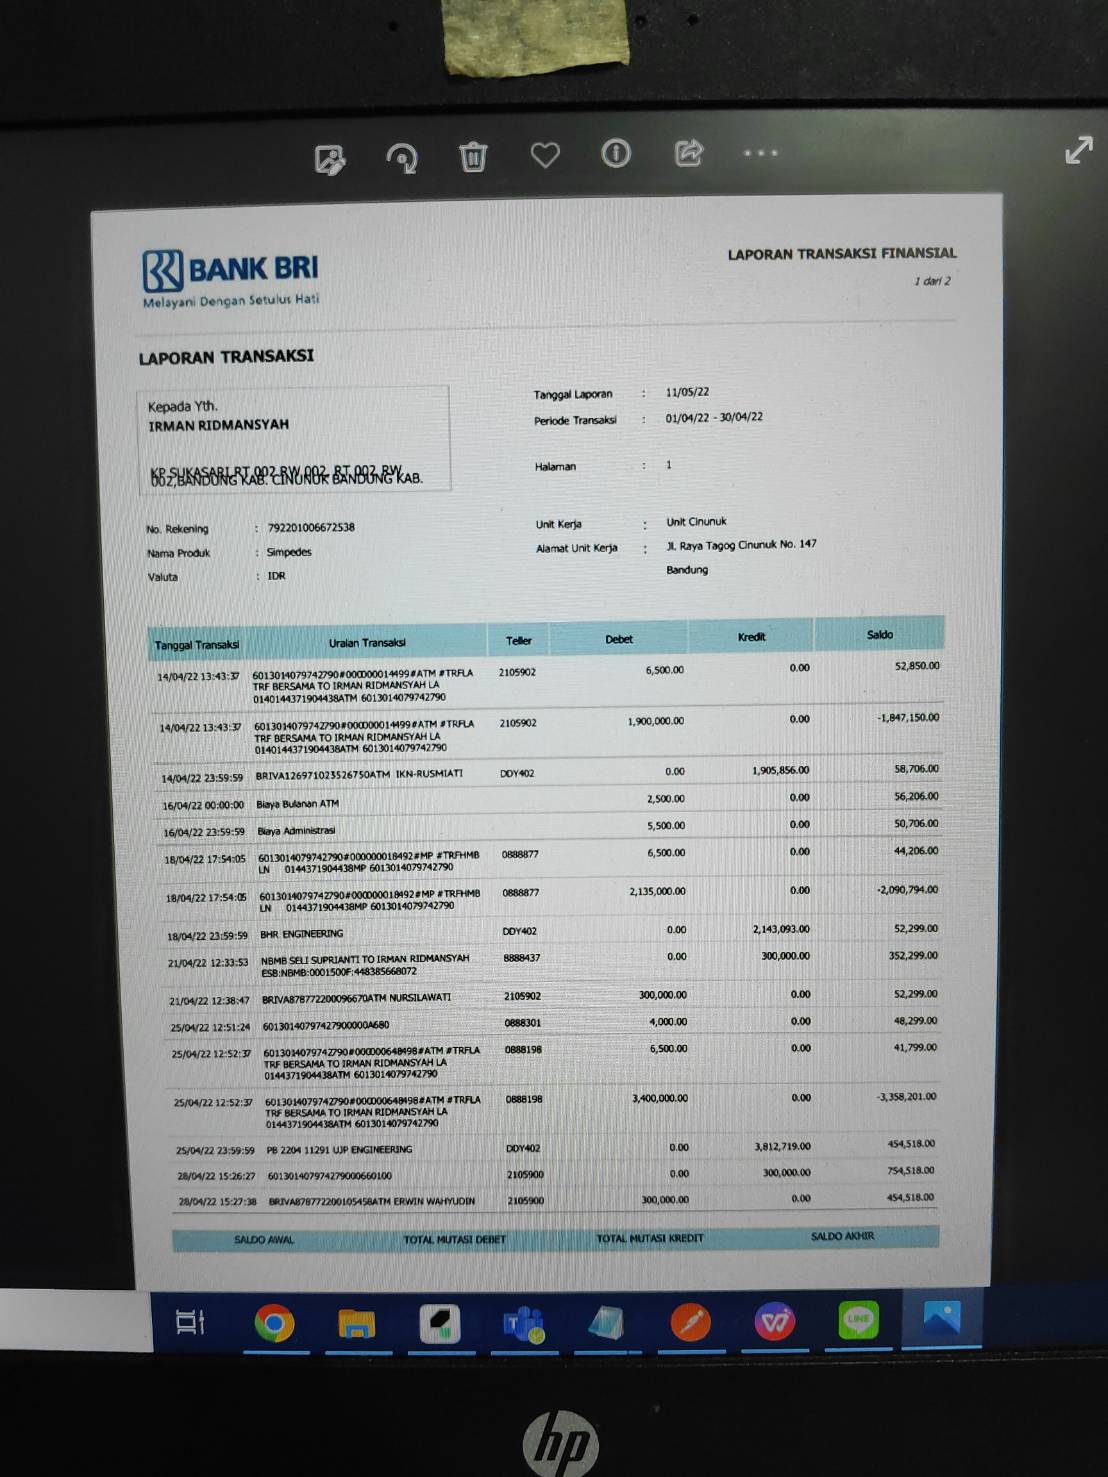 BANK BRI
Melayani Dengan Setulus Hati
LAPORAN TRANSAKSI FINANSIAL
1 dari 2
LAPORAN TRANSAKSI
Kepada Yth.
IRMAN RIDMANSYAH
KP SUKASARI RT 002 RW 002, RT 002 RW
002,BANDUNG KAB. CINUNUK BANDUNG KAB.
Tanggal Laporan : 11/05/22
Periode Transaksi : 01/04/22 - 30/04/22
Halaman : 1
No. Rekening : 792201006672538
Nama Produk : Simpedes
Valuta : IDR
Unit Kerja : Unit Cinunuk
Alamat Unit Kerja : Jl. Raya Tagog Cinunuk No. 147
Bandung
Tanggal Transaksi Uraian Transaksi Teller Debet Kredit Saldo
14/04/22 13:43:37 6013014079742790#000000014499#ATM #TRFLA 2105902 6,500.00 0.00 52,850.00
TRF BERSAMA TO IRMAN RIDMANSYAH LA
0140144371904438ATM 6013014079742790
14/04/22 13:43:37 6013014079742790#000000014499#ATM #TRFLA 2105902 1,900,000.00 0.00 -1,847,150.00
TRF BERSAMA TO IRMAN RIDMANSYAH LA
0140144371904438ATM 6013014079742790
14/04/22 23:59:59 BRIVA126971023526750ATM IKN-RUSMIATI DDY402 0.00 1,905,856.00 58,706.00
16/04/22 00:00:00 Biaya Bulanan ATM 2,500.00 0.00 56,206.00
16/04/22 23:59:59 Biaya Administrasi 5,500.00 0.00 50,706.00
18/04/22 17:54:05 6013014079742790#000000018492#MP #TRFHMB 0888877 6,500.00 0.00 44,206.00
LN 0144371904438MP 6013014079742790
18/04/22 17:54:05 6013014079742790#000000018492#MP #TRFHMB 0888877 2,135,000.00 0.00 -2,090,794.00
LN 0144371904438MP 6013014079742790
18/04/22 23:59:59 BHR ENGINEERING DDY402 0.00 2,143,093.00 52,299.00
21/04/22 12:33:53 NBMB SELI SUPRIANTI TO IRMAN RIDMANSYAH 8888437 0.00 300,000.00 352,299.00
ESB:NBMB:0001500F:448385668072
21/04/22 12:38:47 BRIVA878772200096670ATM NURSILAWATI 2105902 300,000.00 0.00 52,299.00
25/04/22 12:51:24 60130140797427900000A680 0888301 4,000.00 0.00 48,299.00
25/04/22 12:52:37 6013014079742790#000000648498#ATM #TRFLA 0888198 6,500.00 0.00 41,799.00
TRF BERSAMA TO IRMAN RIDMANSYAH LA
0144371904438ATM 6013014079742790
25/04/22 12:52:37 6013014079742790#000000648498#ATM #TRFLA 0888198 3,400,000.00 0.00 -3,358,201.00
TRF BERSAMA TO IRMAN RIDMANSYAH LA
0144371904438ATM 6013014079742790
25/04/22 23:59:59 PB 2204 11291 UJP ENGINEERING DDY402 0.00 3,812,719.00 454,518.00
28/04/22 15:26:27 6013014079742790000660100 2105900 0.00 300,000.00 754,518.00
28/04/22 15:27:38 BRIVA878772200105458ATM ERWIN WAHYUDIN 2105900 300,000.00 0.00 454,518.00
SALDO AWAL TOTAL MUTASI DEBET TOTAL MUTASI KREDIT SALDO AKHIR
LINE
hp